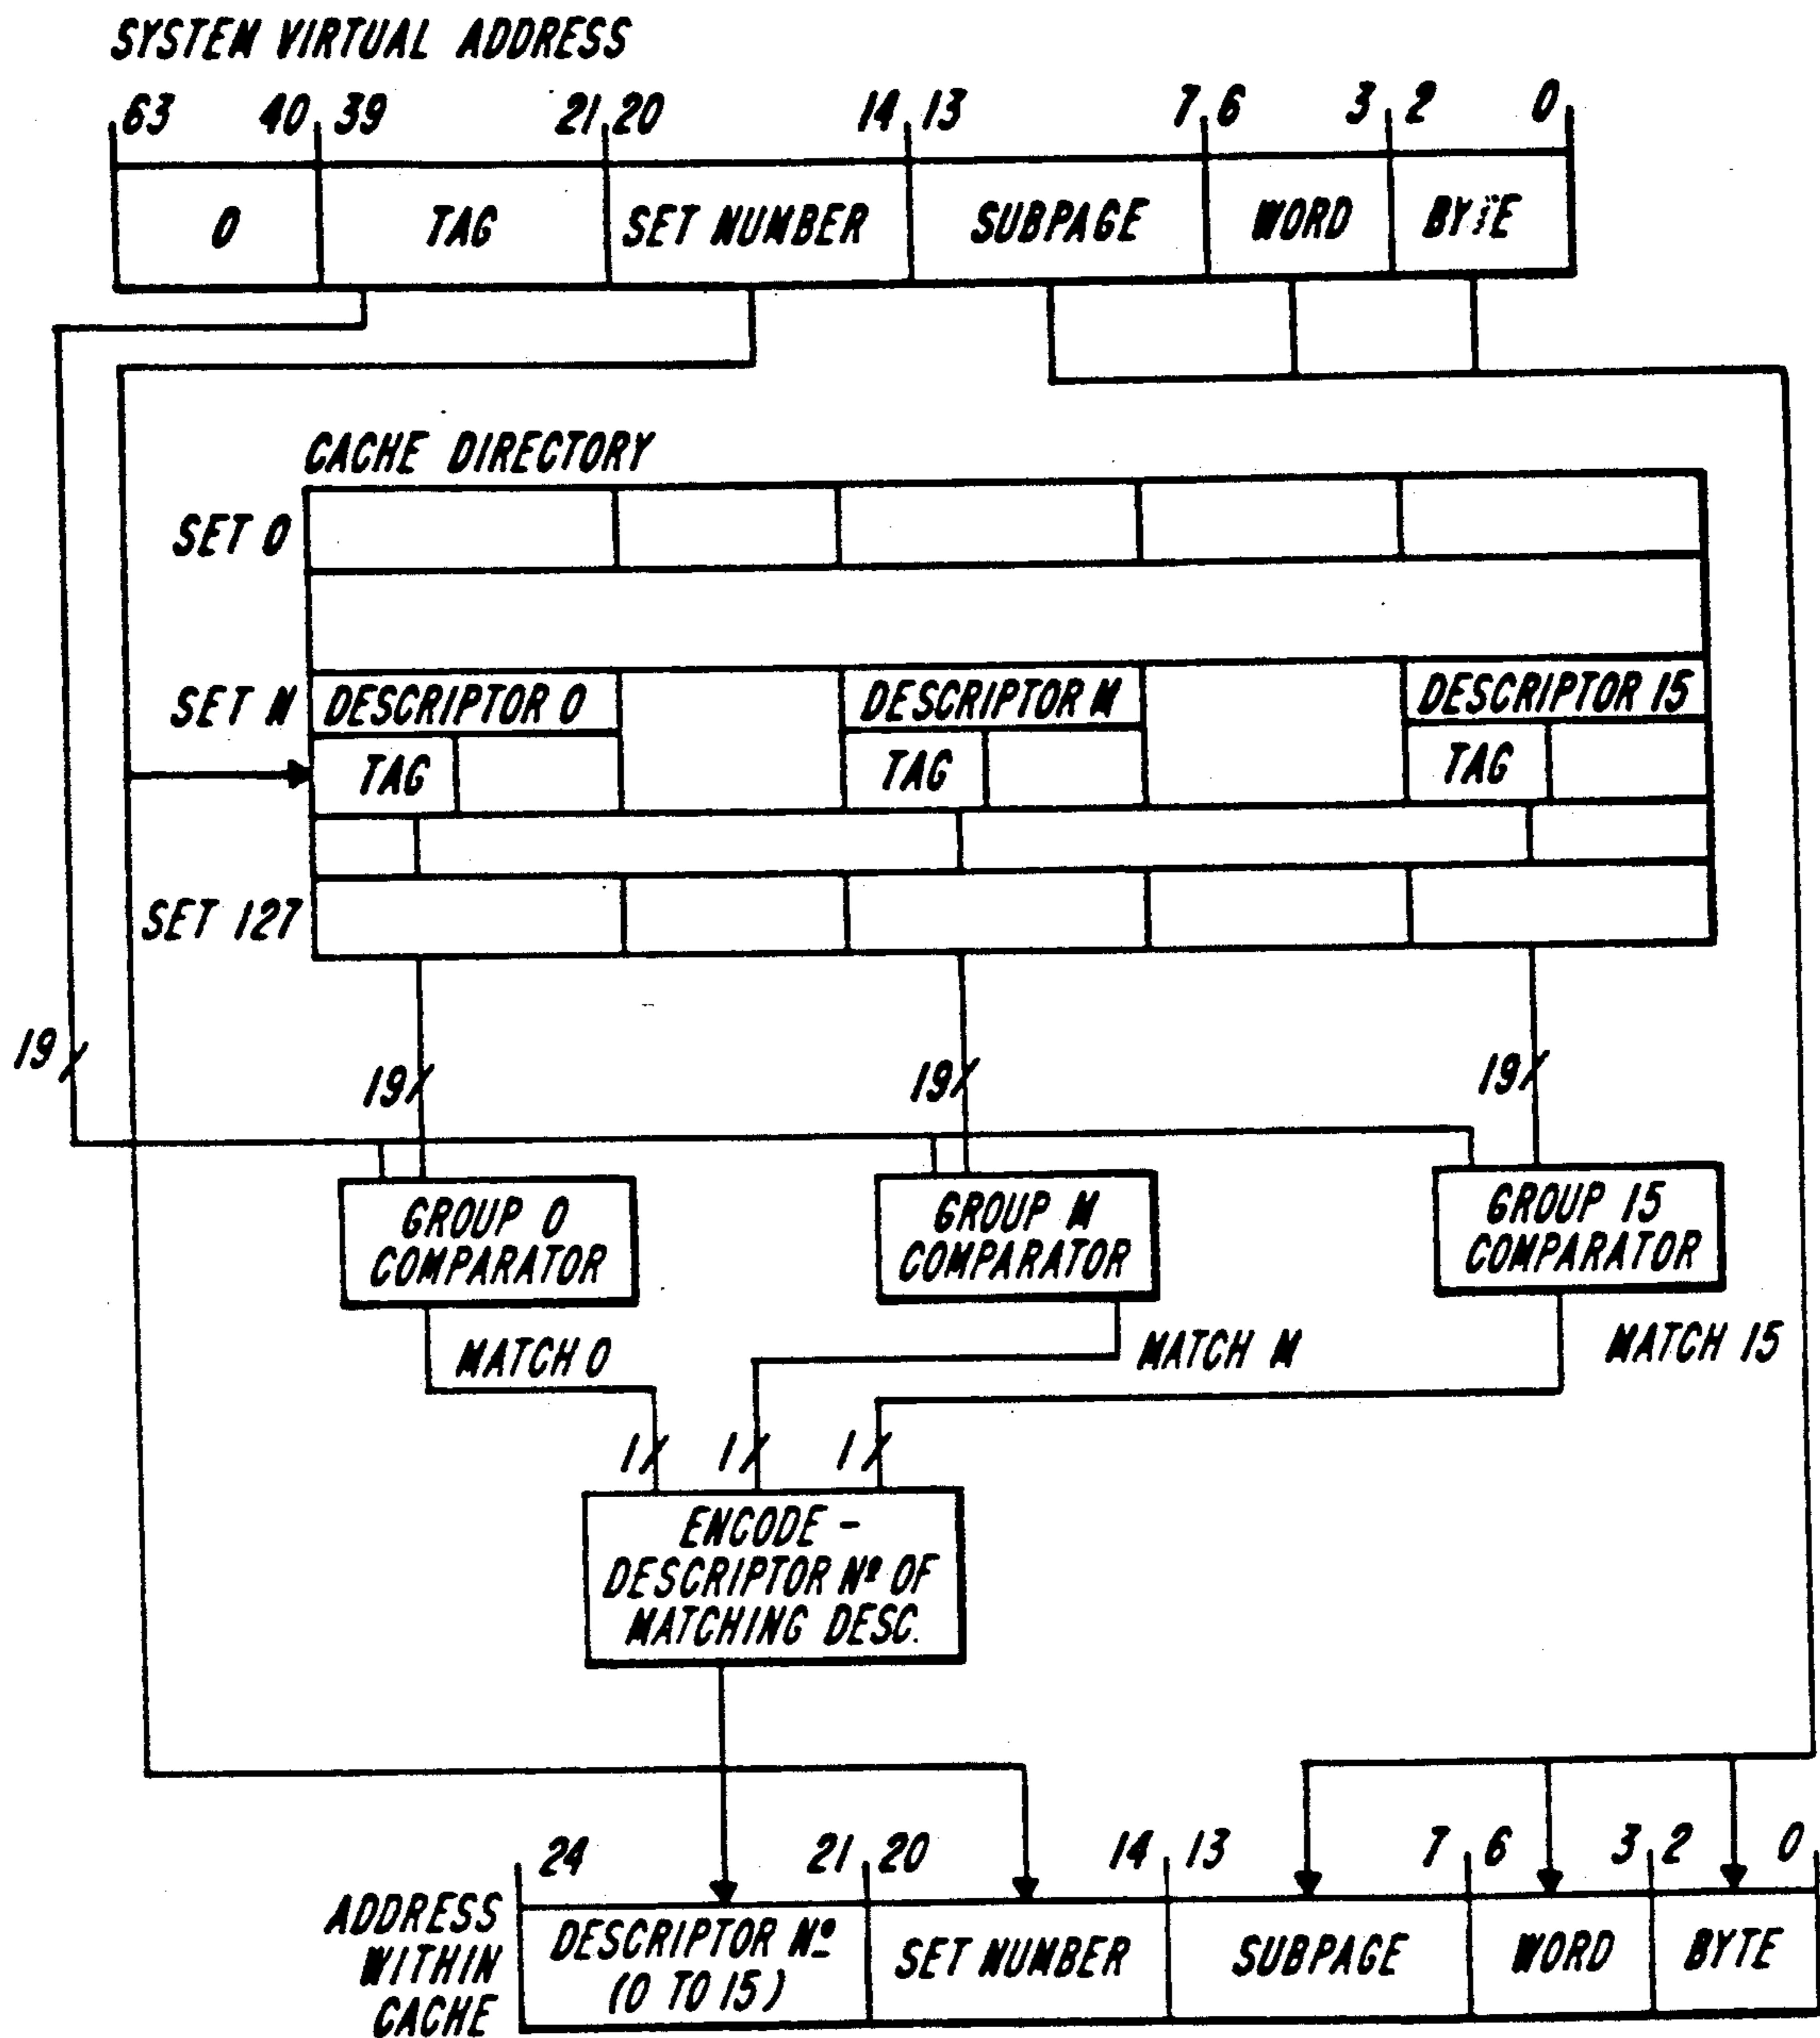 SYSTEM VIRTUAL ADDRESS
63 40 39 21 20 14 13 7 6 3 2 0
0 TAG SET NUMBER SUBPAGE WORD BYTE
CACHE DIRECTORY
SET 0
SET N DESCRIPTOR 0 DESCRIPTOR M DESCRIPTOR 15
TAG TAG TAG
SET 127
19 19 19 19
GROUP 0 COMPARATOR
GROUP M COMPARATOR
GROUP 15 COMPARATOR
MATCH 0 MATCH M MATCH 15
1 1 1
ENCODE -
DESCRIPTOR Nº OF
MATCHING DESC.
24 21 20 14 13 7 6 3 2 0
ADDRESS
WITHIN
CACHE
DESCRIPTOR Nº
(0 TO 15)
SET NUMBER SUBPAGE WORD BYTE